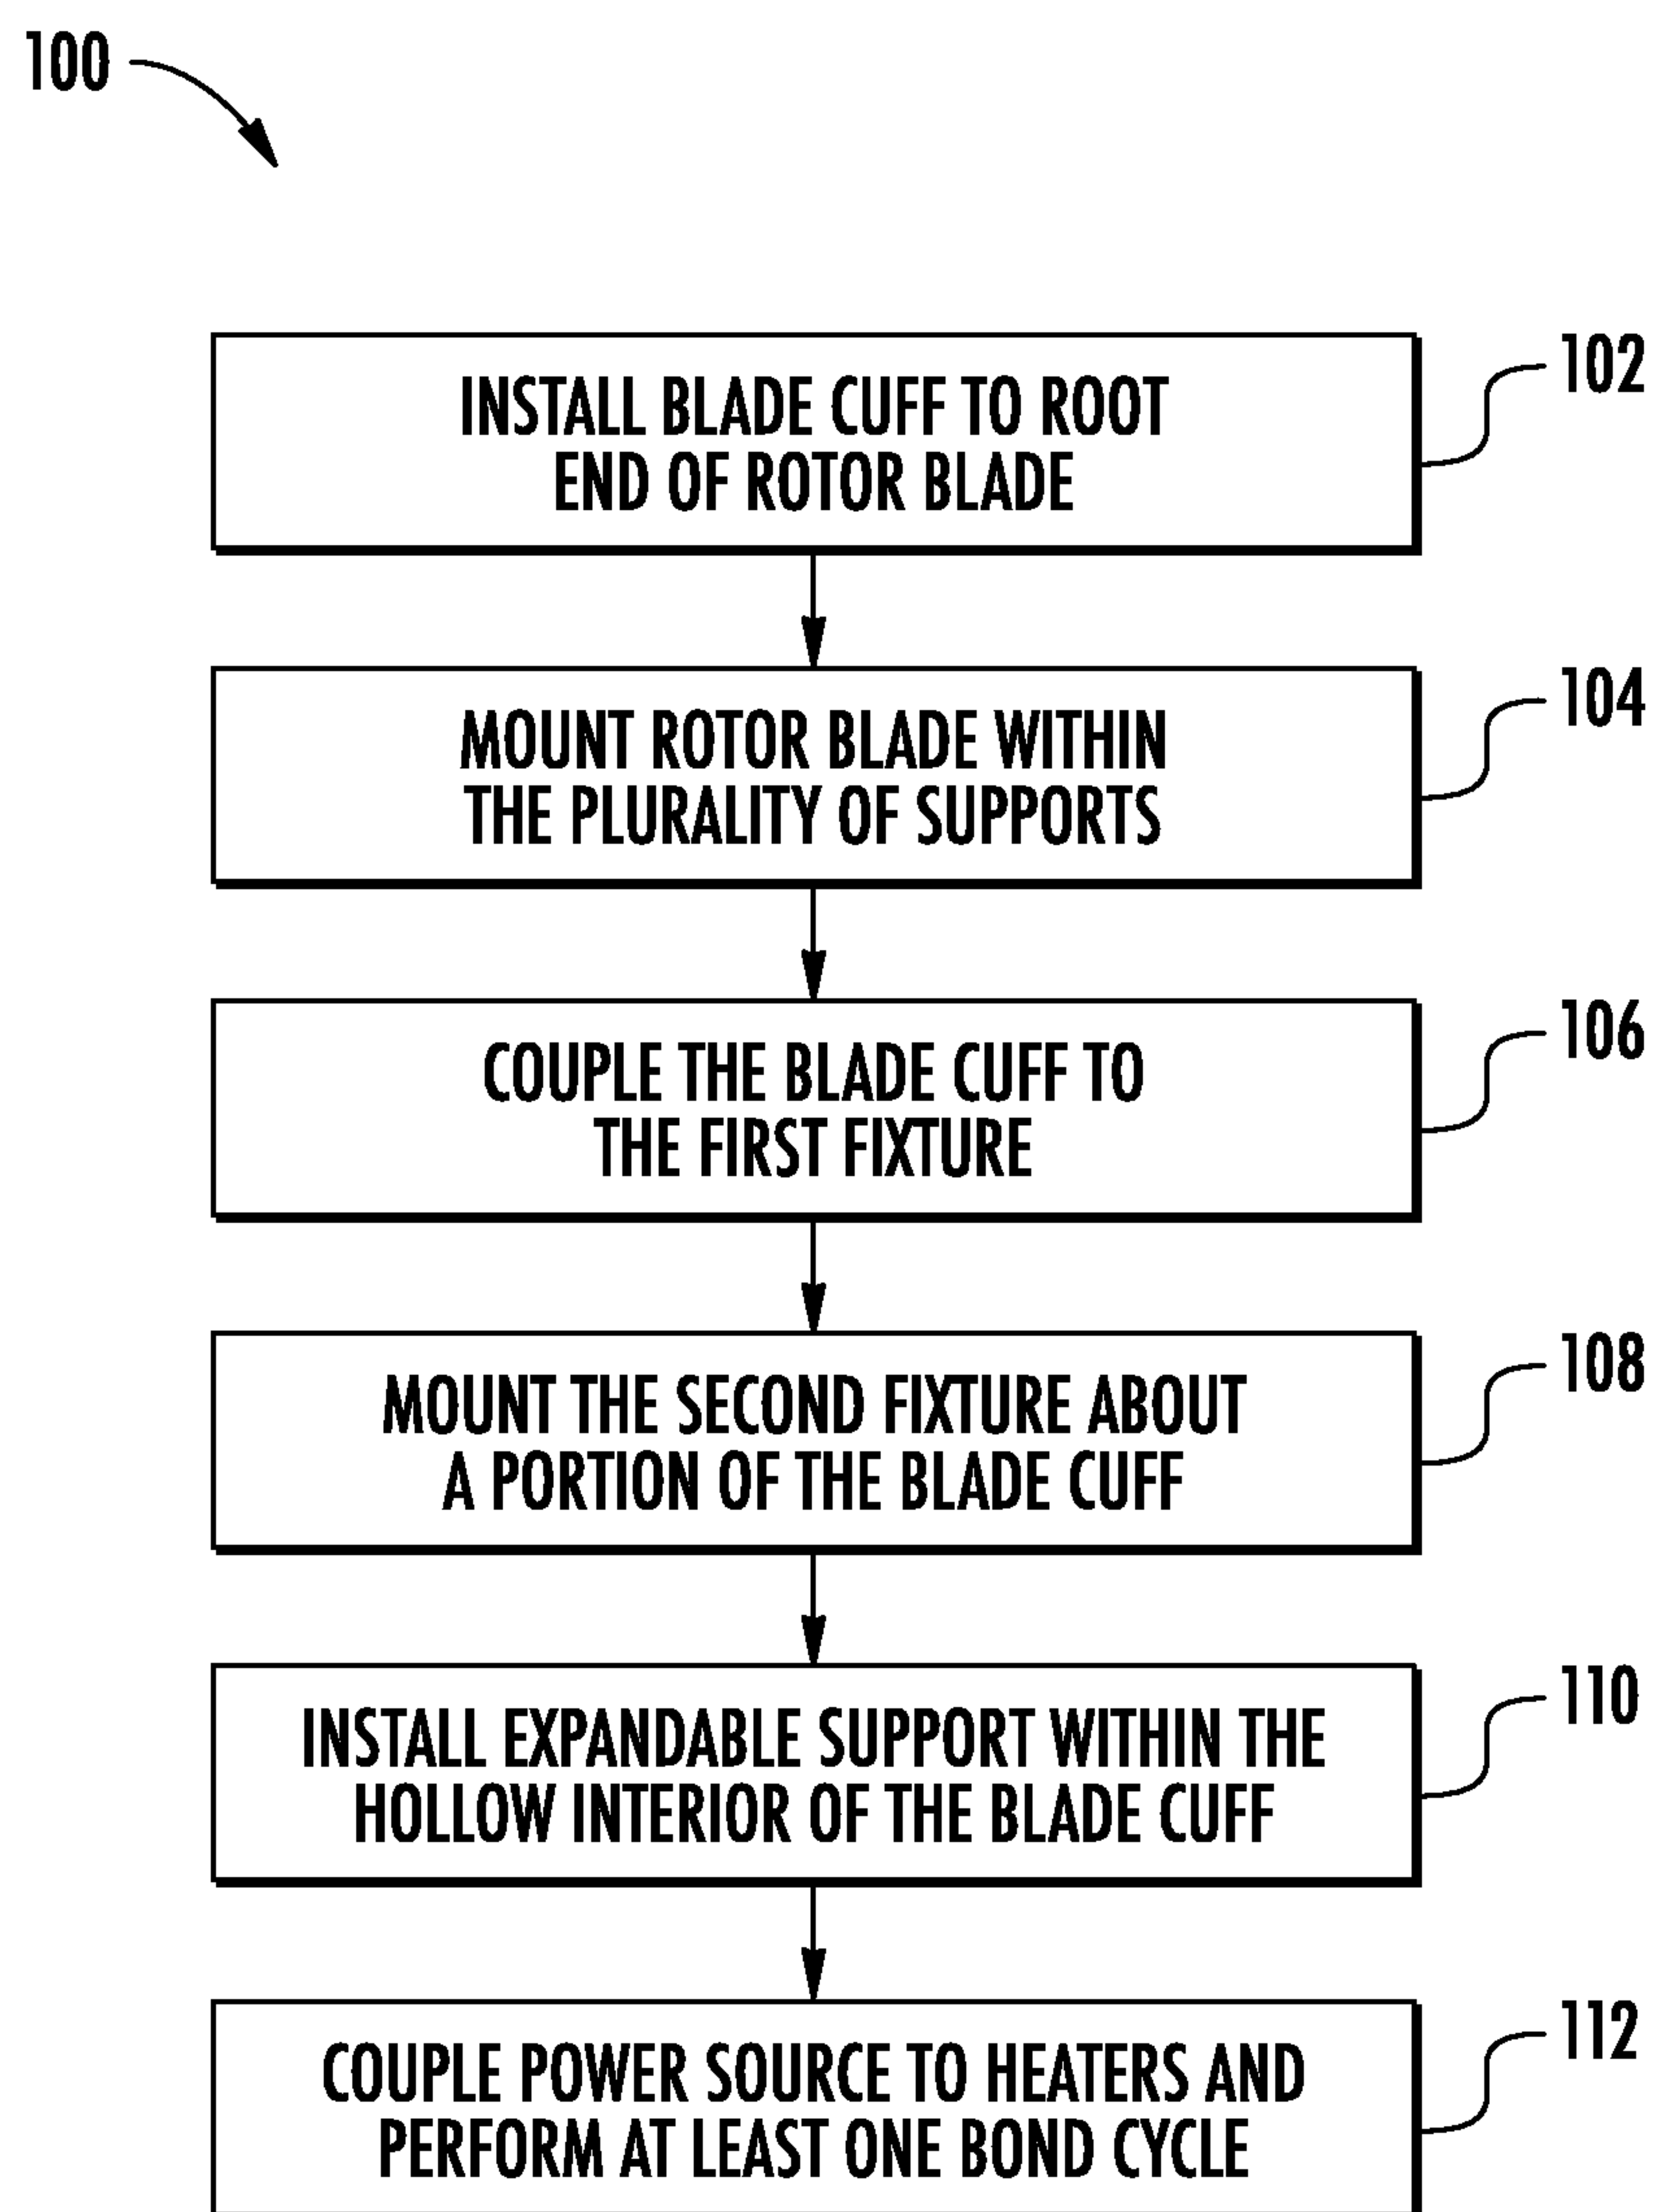 100
INSTALL BLADE CUFF TO ROOT
END OF ROTOR BLADE
102
MOUNT ROTOR BLADE WITHIN
THE PLURALITY OF SUPPORTS
104
COUPLE THE BLADE CUFF TO
THE FIRST FIXTURE
106
MOUNT THE SECOND FIXTURE ABOUT
A PORTION OF THE BLADE CUFF
108
INSTALL EXPANDABLE SUPPORT WITHIN THE
HOLLOW INTERIOR OF THE BLADE CUFF
110
COUPLE POWER SOURCE TO HEATERS AND
PERFORM AT LEAST ONE BOND CYCLE
112